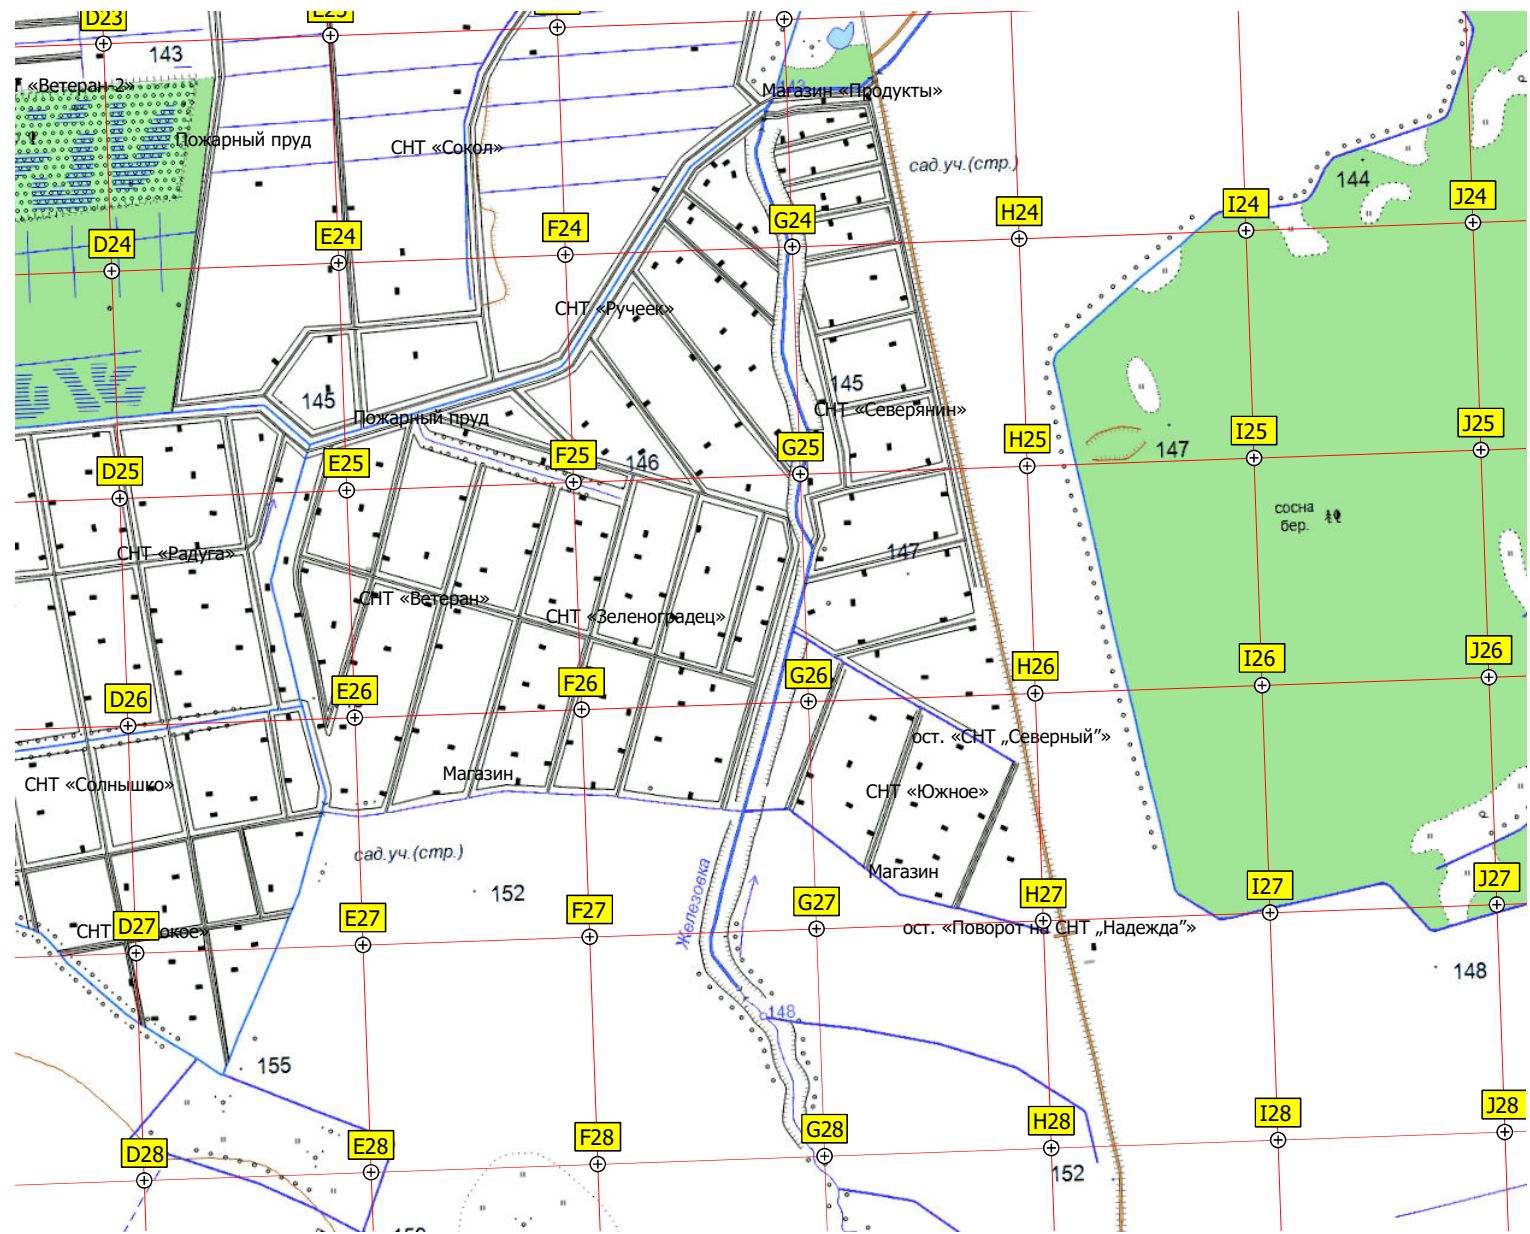 D23
E23
143
«Ветеран-2»
Магазин «Продукты»
Пожарный пруд
СНТ «Сокол»
сад.уч.(стр.)
144
D24
E24
F24
G24
H24
I24
J24
СНТ «Ручеек»
145
145
Пожарный пруд
СНТ «Северянин»
D25
E25
F25
146
G25
H25
147
I25
J25
сосна
бер.
СНТ «Радуга»
147
СНТ «Ветеран»
СНТ «Зеленоградец»
D26
E26
F26
G26
H26
I26
J26
ост. «СНТ „Северный”»
СНТ «Солнышко»
Магазин
СНТ «Южное»
сад.уч.(стр.)
152
Железовка
Магазин
СНТ
D27
E27
F27
G27
H27
I27
J27
ост. «Поворот на СНТ „Надежда”»
148
148
155
D28
E28
F28
G28
H28
I28
J28
152